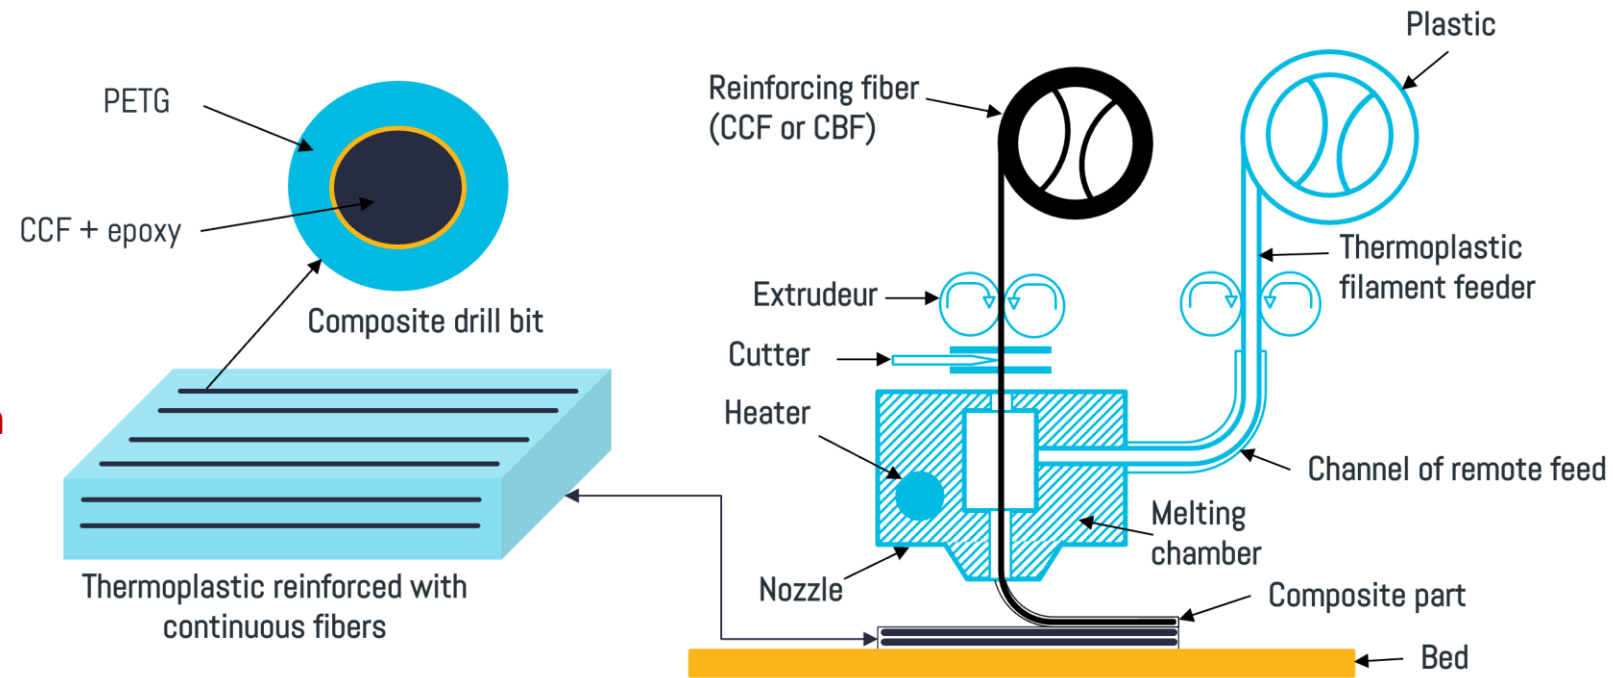 PETG
CCF + epoxy
Composite drill bit
Thermoplastic reinforced with
continuous fibers
Plastic
Reinforcing fiber
(CCF or CBF)
Thermoplastic
filament feeder
Extrudeur
Cutter
Heater
Channel of remote feed
Melting
chamber
Nozzle
Composite part
Bed